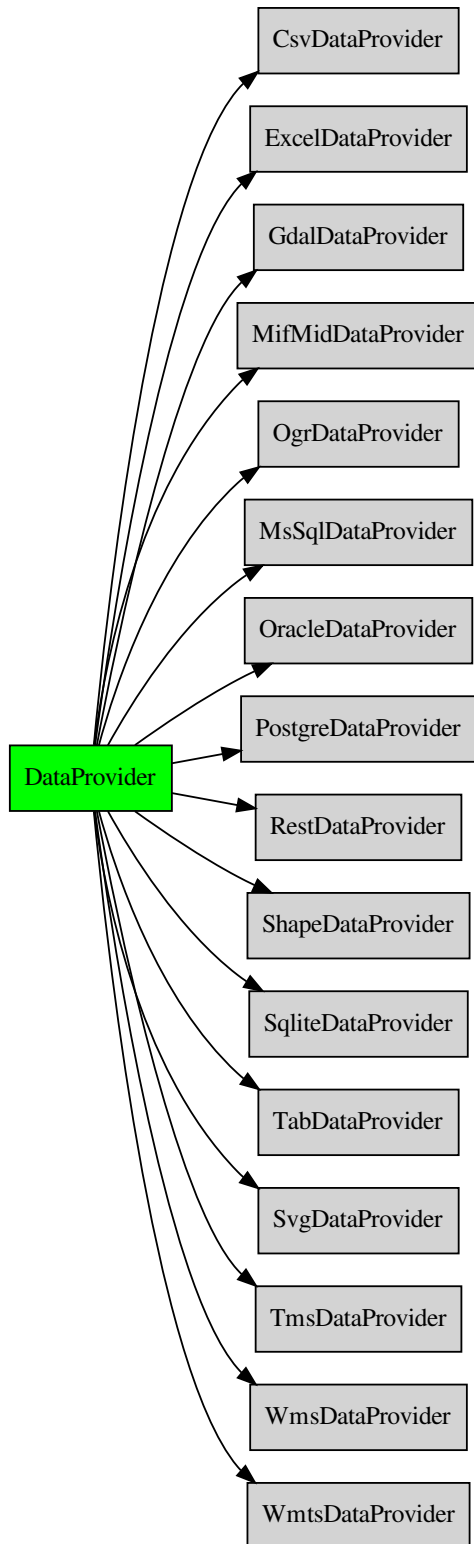 CsvDataProvider
ExcelDataProvider
GdalDataProvider
MifMidDataProvider
OgrDataProvider
MsSqlDataProvider
OracleDataProvider
PostgreDataProvider
DataProvider
RestDataProvider
ShapeDataProvider
SqliteDataProvider
TabDataProvider
SvgDataProvider
TmsDataProvider
WmsDataProvider
WmtsDataProvider